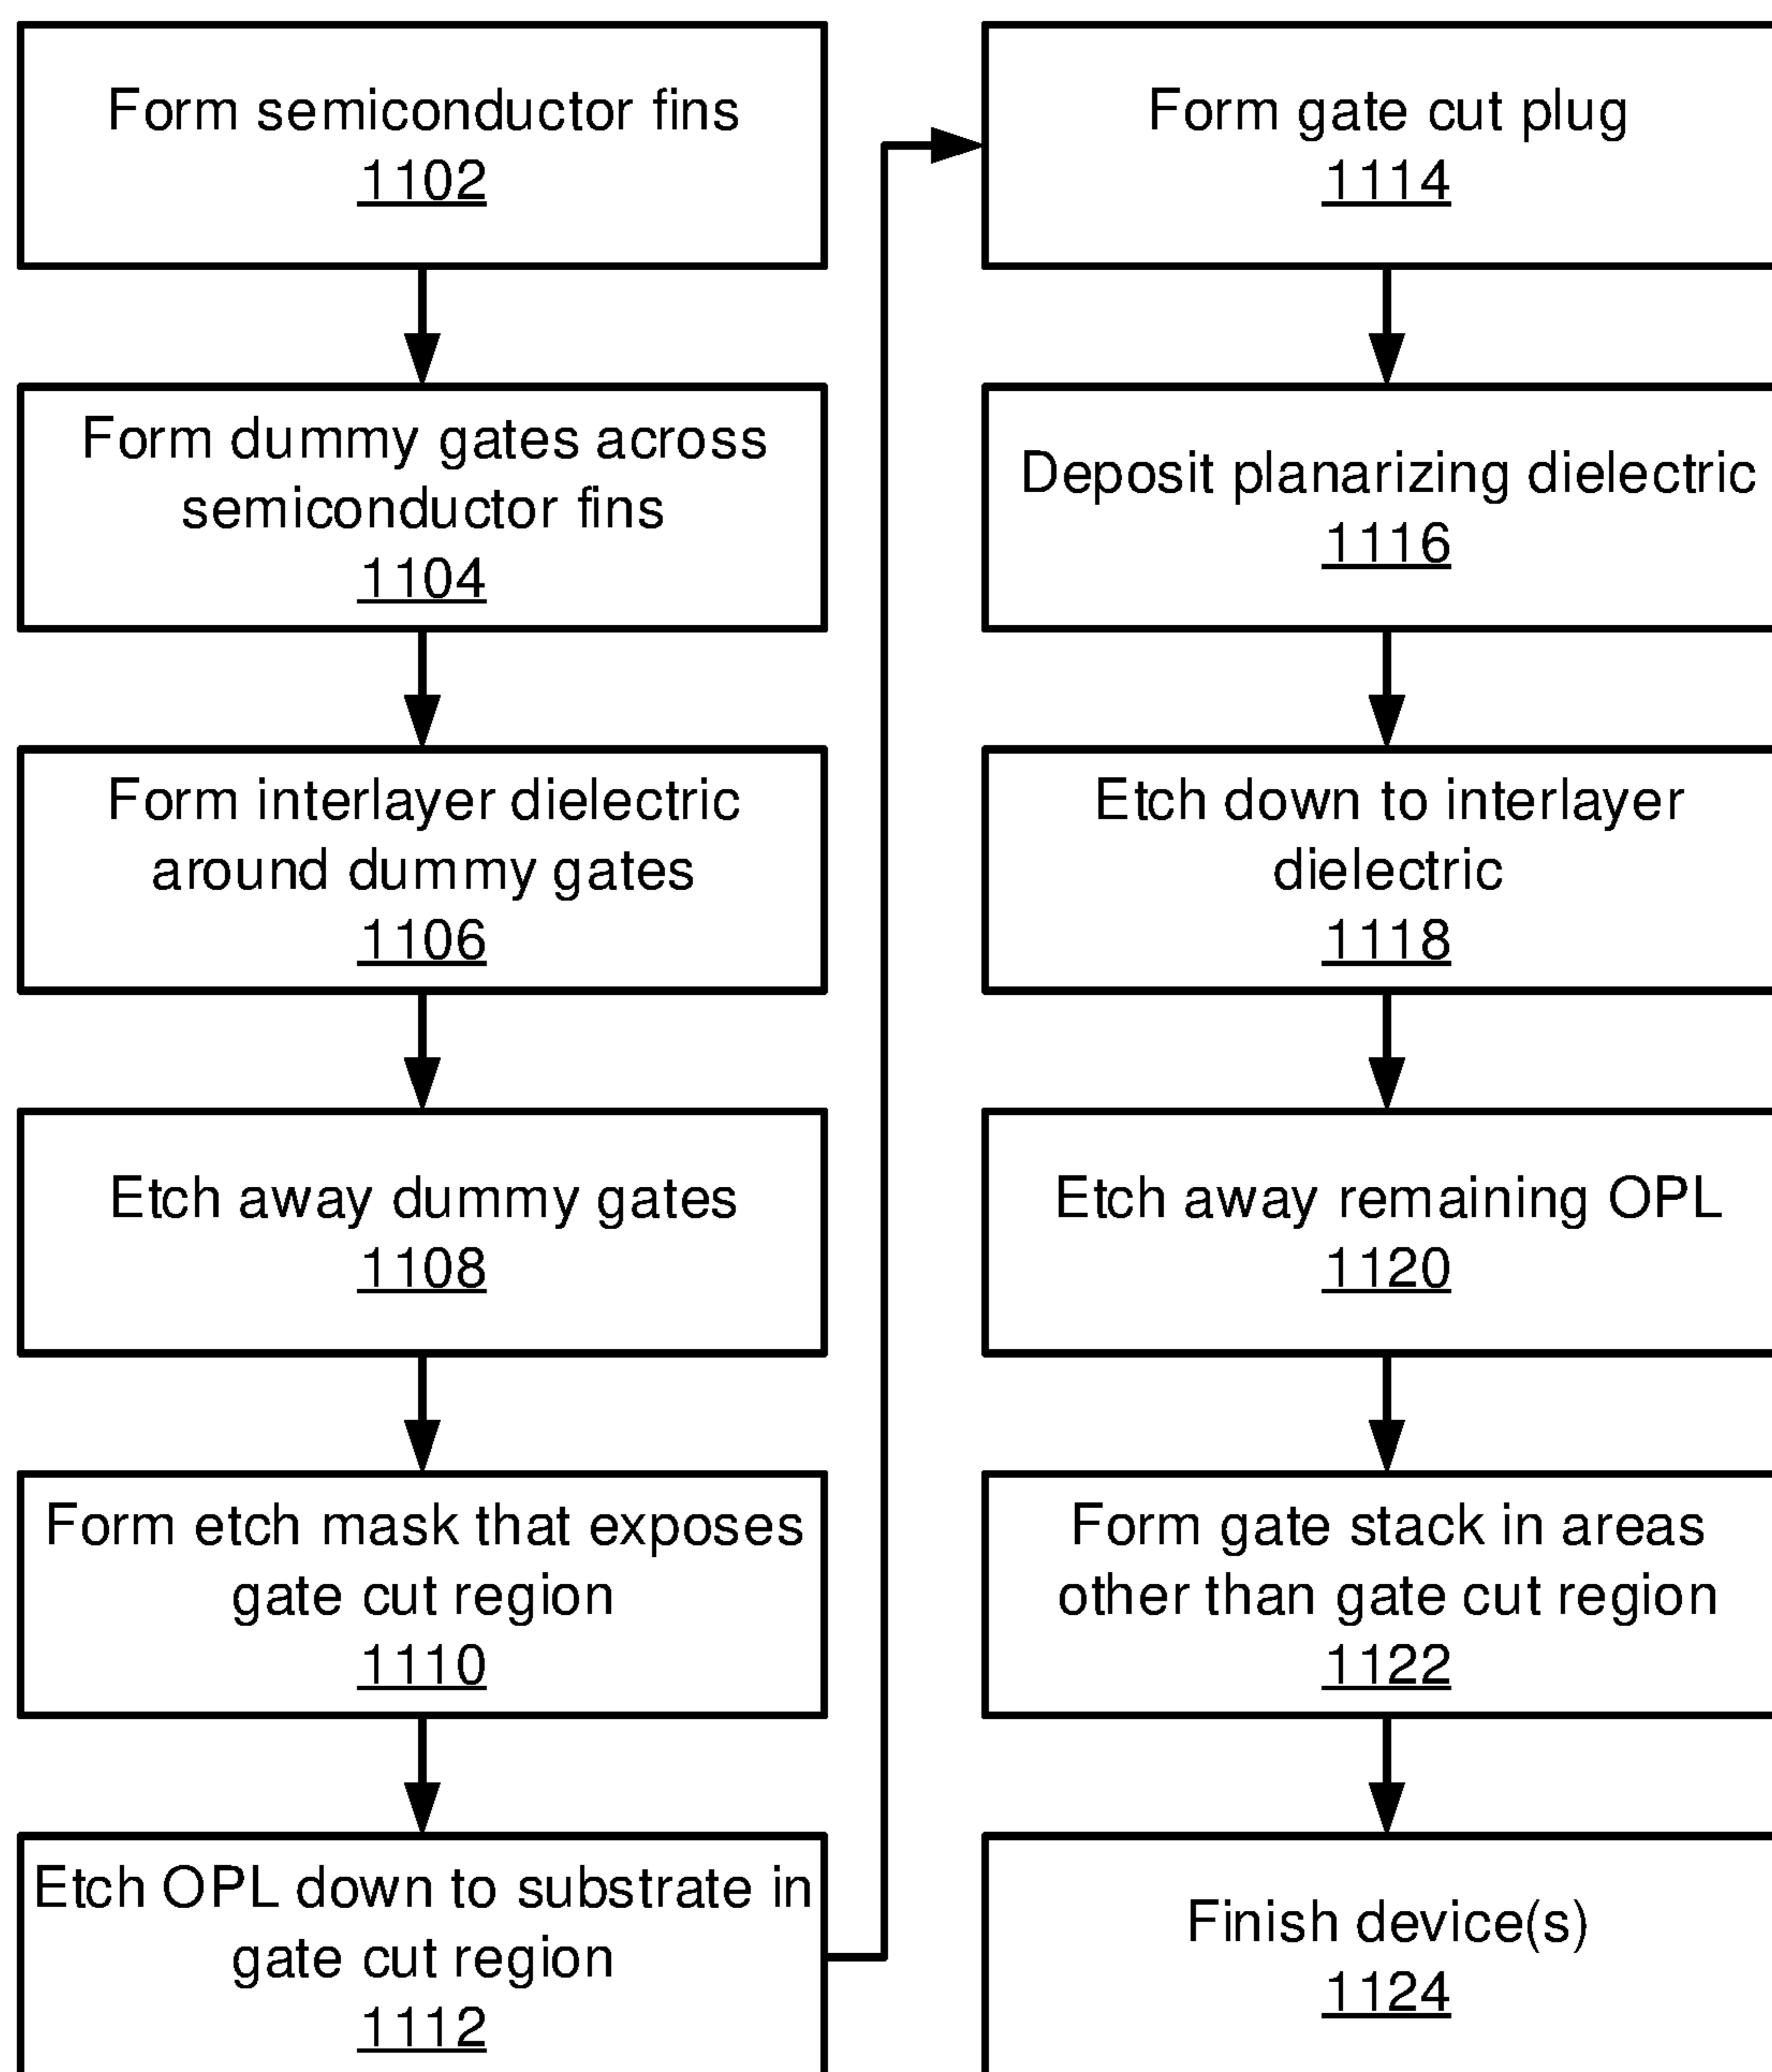 Form semiconductor fins
1102
Form dummy gates across
semiconductor fins
1104
Form interlayer dielectric
around dummy gates
1106
Etch away dummy gates
1108
Form etch mask that exposes
gate cut region
1110
Etch OPL down to substrate in
gate cut region
1112
Form gate cut plug
1114
Deposit planarizing dielectric
1116
Etch down to interlayer
dielectric
1118
Etch away remaining OPL
1120
Form gate stack in areas
other than gate cut region
1122
Finish device(s)
1124